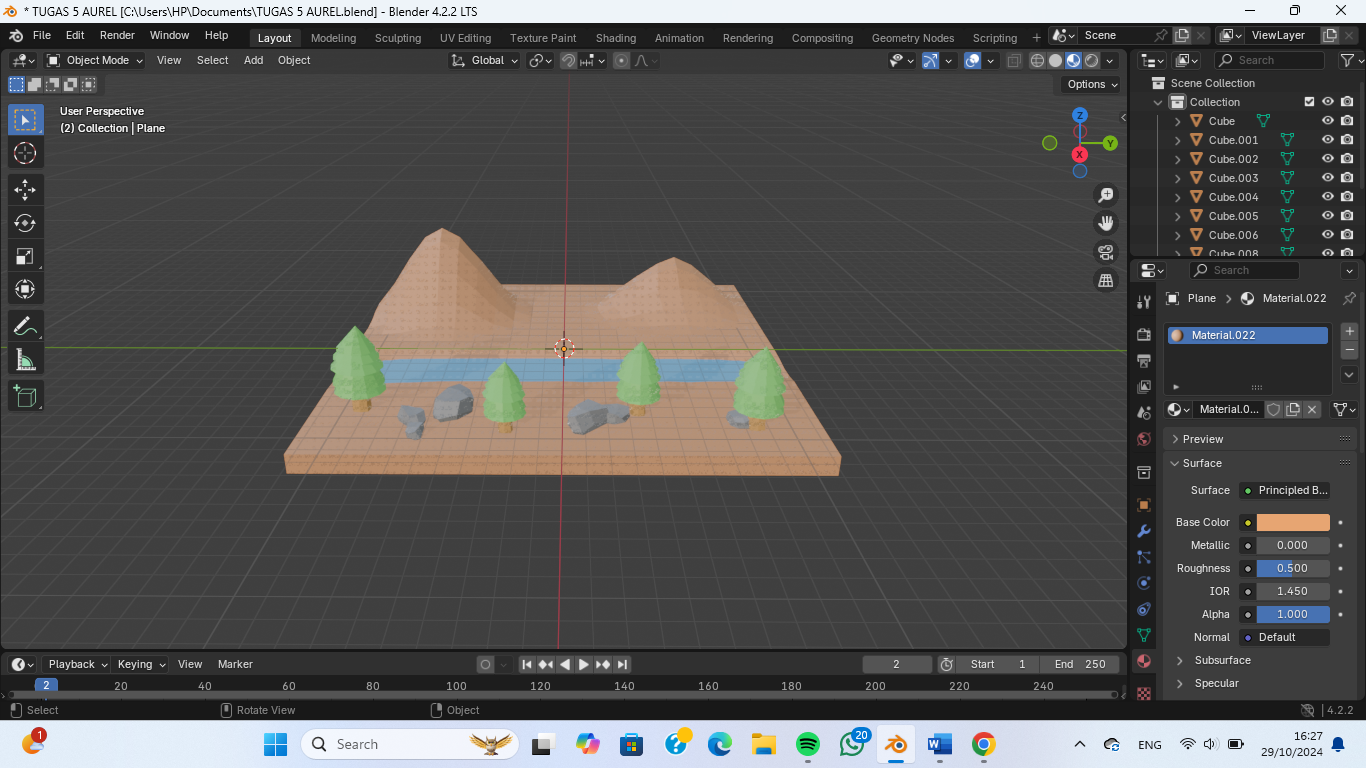 * TUGAS 5 AUREL [C:\Users\HP\Documents\TUGAS 5 AUREL.blend] - Blender 4.2.2 LTS
File Edit Render Window Help Layout Modeling Sculpting UV Editing Texture Paint Shading Animation Rendering Compositing Geometry Nodes Scripting + Scene ViewLayer
Object Mode View Select Add Object Global Search
Options
User Perspective
(2) Collection | Plane
Z
Y
X
Scene Collection
Collection
Cube
Cube.001
Cube.002
Cube.003
Cube.004
Cube.005
Cube.006
Cube.008
Search
Plane > Material.022
Material.022
Material.0...
Preview
Surface
Surface Principled B...
Base Color
Metallic 0.000
Roughness 0.500
IOR 1.450
Alpha 1.000
Normal Default
Subsurface
Specular
Playback Keying View Marker 2 Start 1 End 250
2 20 40 60 80 100 120 140 160 180 200 220 240
Select Rotate View Object 4.2.2
1 Search 20 ENG 16:27
29/10/2024